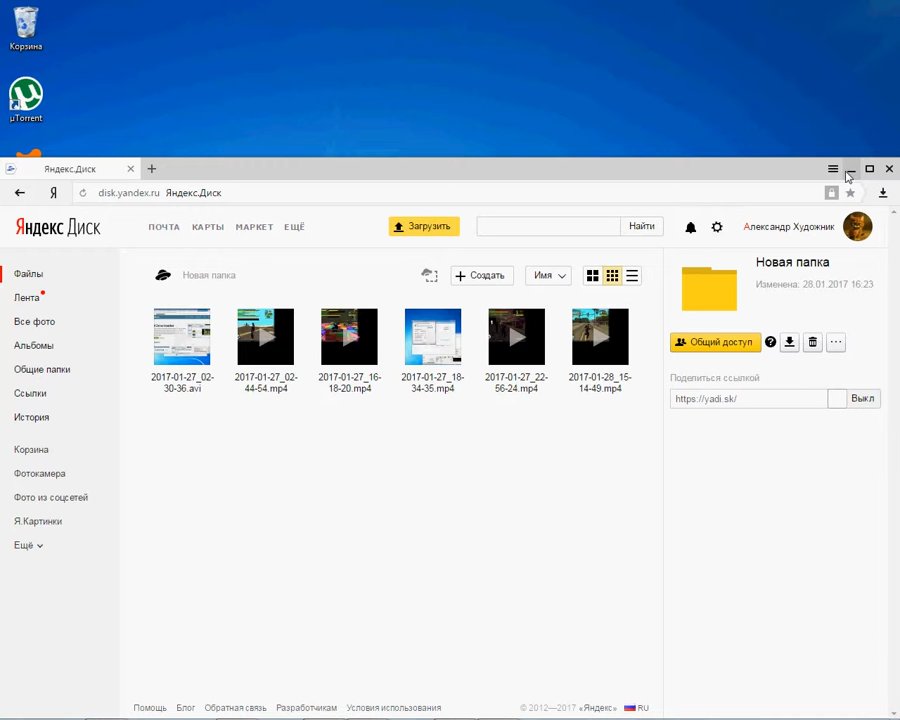 Корзина
µTorrent
Яндекс.Диск
disk.yandex.ru Яндекс.Диск
Яндекс Диск
ПОЧТА КАРТЫ МАРКЕТ ЕЩЁ
Загрузить
Найти
Александр Художник
Файлы
Лента
Все фото
Альбомы
Общие папки
Ссылки
История
Корзина
Фотокамера
Фото из соцсетей
Я.Картинки
Ещё
Новая папка
Создать
Имя
2017-01-27_02-
30-36.avi
2017-01-27_02-
44-54.mp4
2017-01-27_16-
18-20.mp4
2017-01-27_18-
34-35.mp4
2017-01-27_22-
56-24.mp4
2017-01-28_15-
14-49.mp4
Новая папка
Изменена: 28.01.2017 16:23
Общий доступ
Поделиться ссылкой
https://yadi.sk/
Выкл
Помощь Блог Обратная связь Разработчикам Условия использования
© 2012–2017 «Яндекс» RU